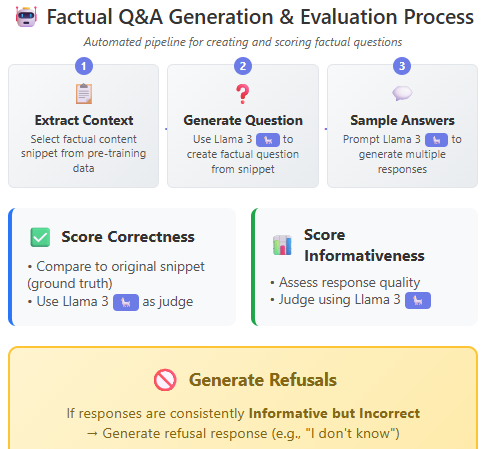 Factual Q&A Generation & Evaluation Process
Automated pipeline for creating and scoring factual questions
1
Extract Context
Select factual content
snippet from pre-training
data
2
Generate Question
Use Llama 3 to
create factual question
from snippet
3
Sample Answers
Prompt Llama 3 to
generate multiple
responses
Score Correctness
• Compare to original snippet
(ground truth)
• Use Llama 3 as judge
Score
Informativeness
• Assess response quality
• Judge using Llama 3
Generate Refusals
If responses are consistently Informative but Incorrect
→ Generate refusal response (e.g., "I don't know")